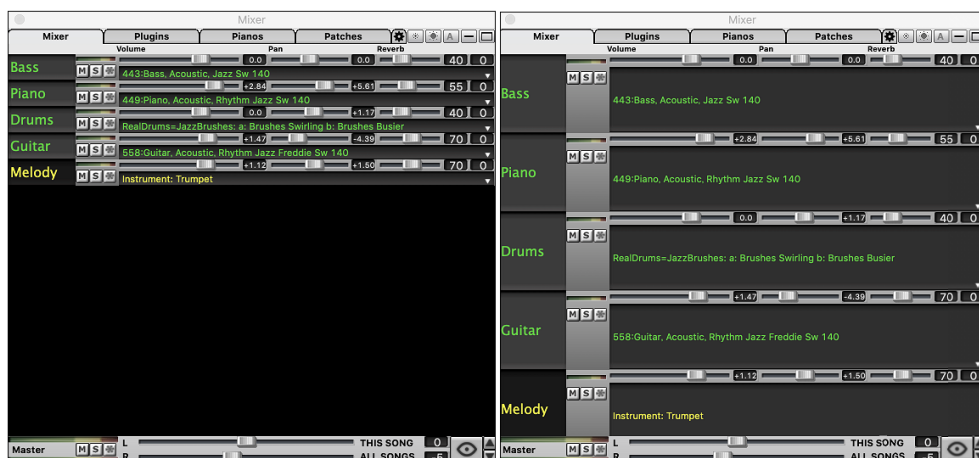 Mixer
Mixer Plugins Pianos Patches A
Volume Pan Reverb
Bass 0.0 0.0 40 0
M S 443:Bass, Acoustic, Jazz Sw 140
Piano +2.84 +5.61 55 0
M S 449:Piano, Acoustic, Rhythm Jazz Sw 140
Drums 0.0 +1.17 40 0
M S RealDrums=JazzBrushes: a: Brushes Swirling b: Brushes Busier
Guitar +1.47 -4.39 70 0
M S 558:Guitar, Acoustic, Rhythm Jazz Freddie Sw 140
Melody +1.12 +1.50 70 0
M S Instrument: Trumpet
Master M S L THIS SONG 0
R ALL SONGS -5
Mixer
Mixer Plugins Pianos Patches A
Volume Pan Reverb
0.0 0.0 40 0
M S
Bass 443:Bass, Acoustic, Jazz Sw 140
+2.84 +5.61 55 0
M S
Piano 449:Piano, Acoustic, Rhythm Jazz Sw 140
0.0 +1.17 40 0
M S
Drums RealDrums=JazzBrushes: a: Brushes Swirling b: Brushes Busier
+1.47 -4.39 70 0
M S
Guitar 558:Guitar, Acoustic, Rhythm Jazz Freddie Sw 140
+1.12 +1.50 70 0
M S
Melody Instrument: Trumpet
Master M S L THIS SONG 0
R ALL SONGS -5